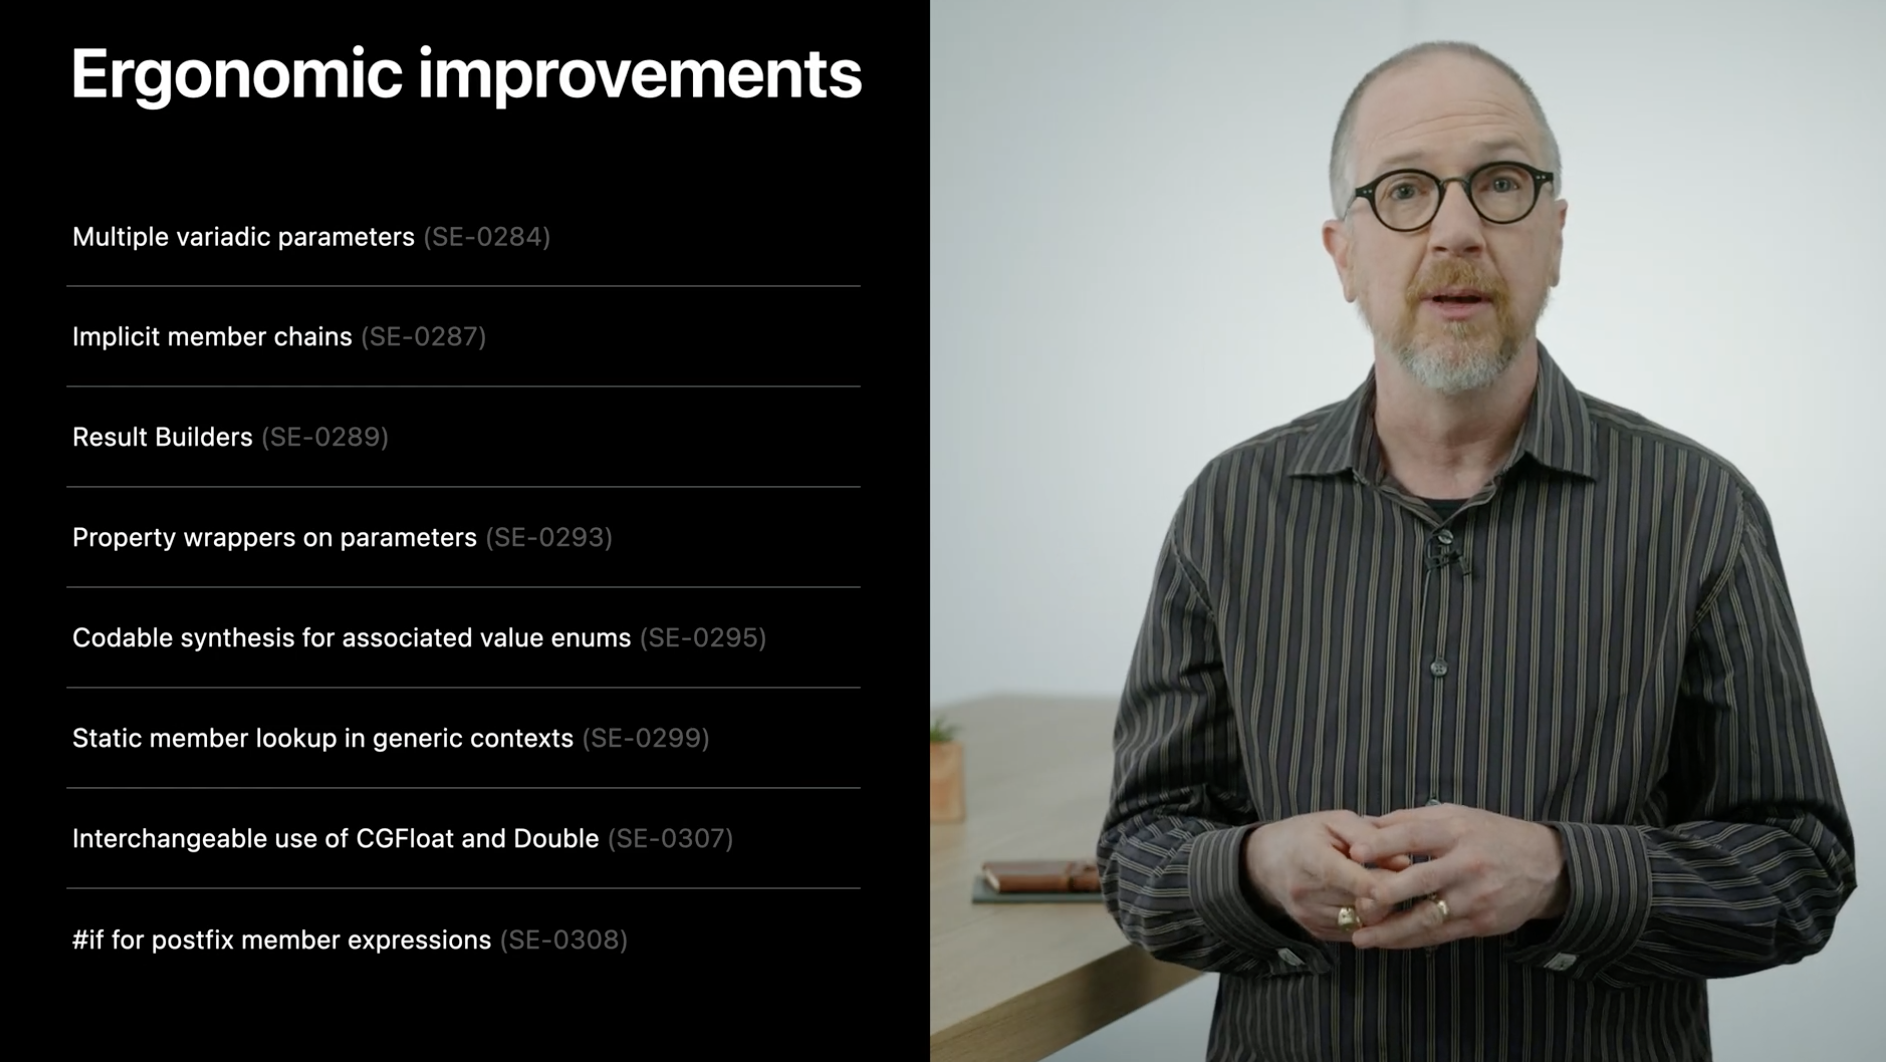 Ergonomic improvements
Multiple variadic parameters (SE-0284)
Implicit member chains (SE-0287)
Result Builders (SE-0289)
Property wrappers on parameters (SE-0293)
Codable synthesis for associated value enums (SE-0295)
Static member lookup in generic contexts (SE-0299)
Interchangeable use of CGFloat and Double (SE-0307)
#if for postfix member expressions (SE-0308)